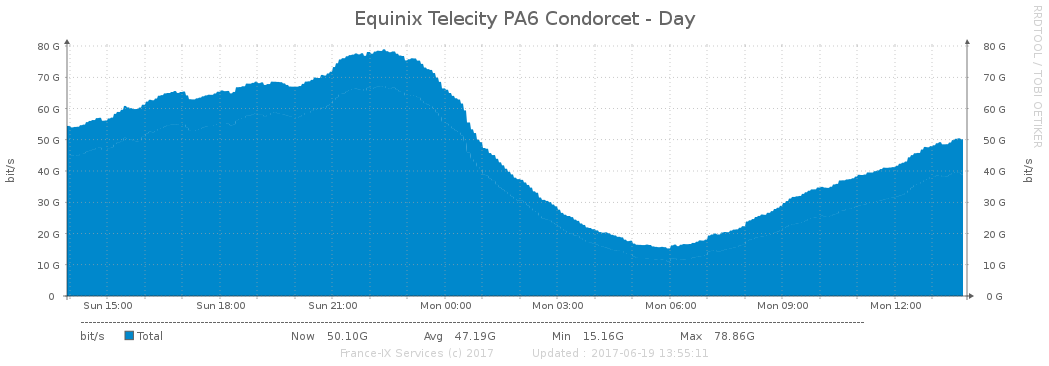 Equinix Telecity PA6 Condorcet - Day
RRDTOOL / TOBI OETIKER
80 G 80 G
70 G 70 G
60 G 60 G
50 G 50 G
40 G 40 G
30 G 30 G
20 G 20 G
10 G 10 G
0 0 G
bit/s bit/s
Sun 15:00 Sun 18:00 Sun 21:00 Mon 00:00 Mon 03:00 Mon 06:00 Mon 09:00 Mon 12:00
bit/s Total Now 50.10G Avg 47.19G Min 15.16G Max 78.86G
France-IX Services (c) 2017 Updated : 2017-06-19 13:55:11